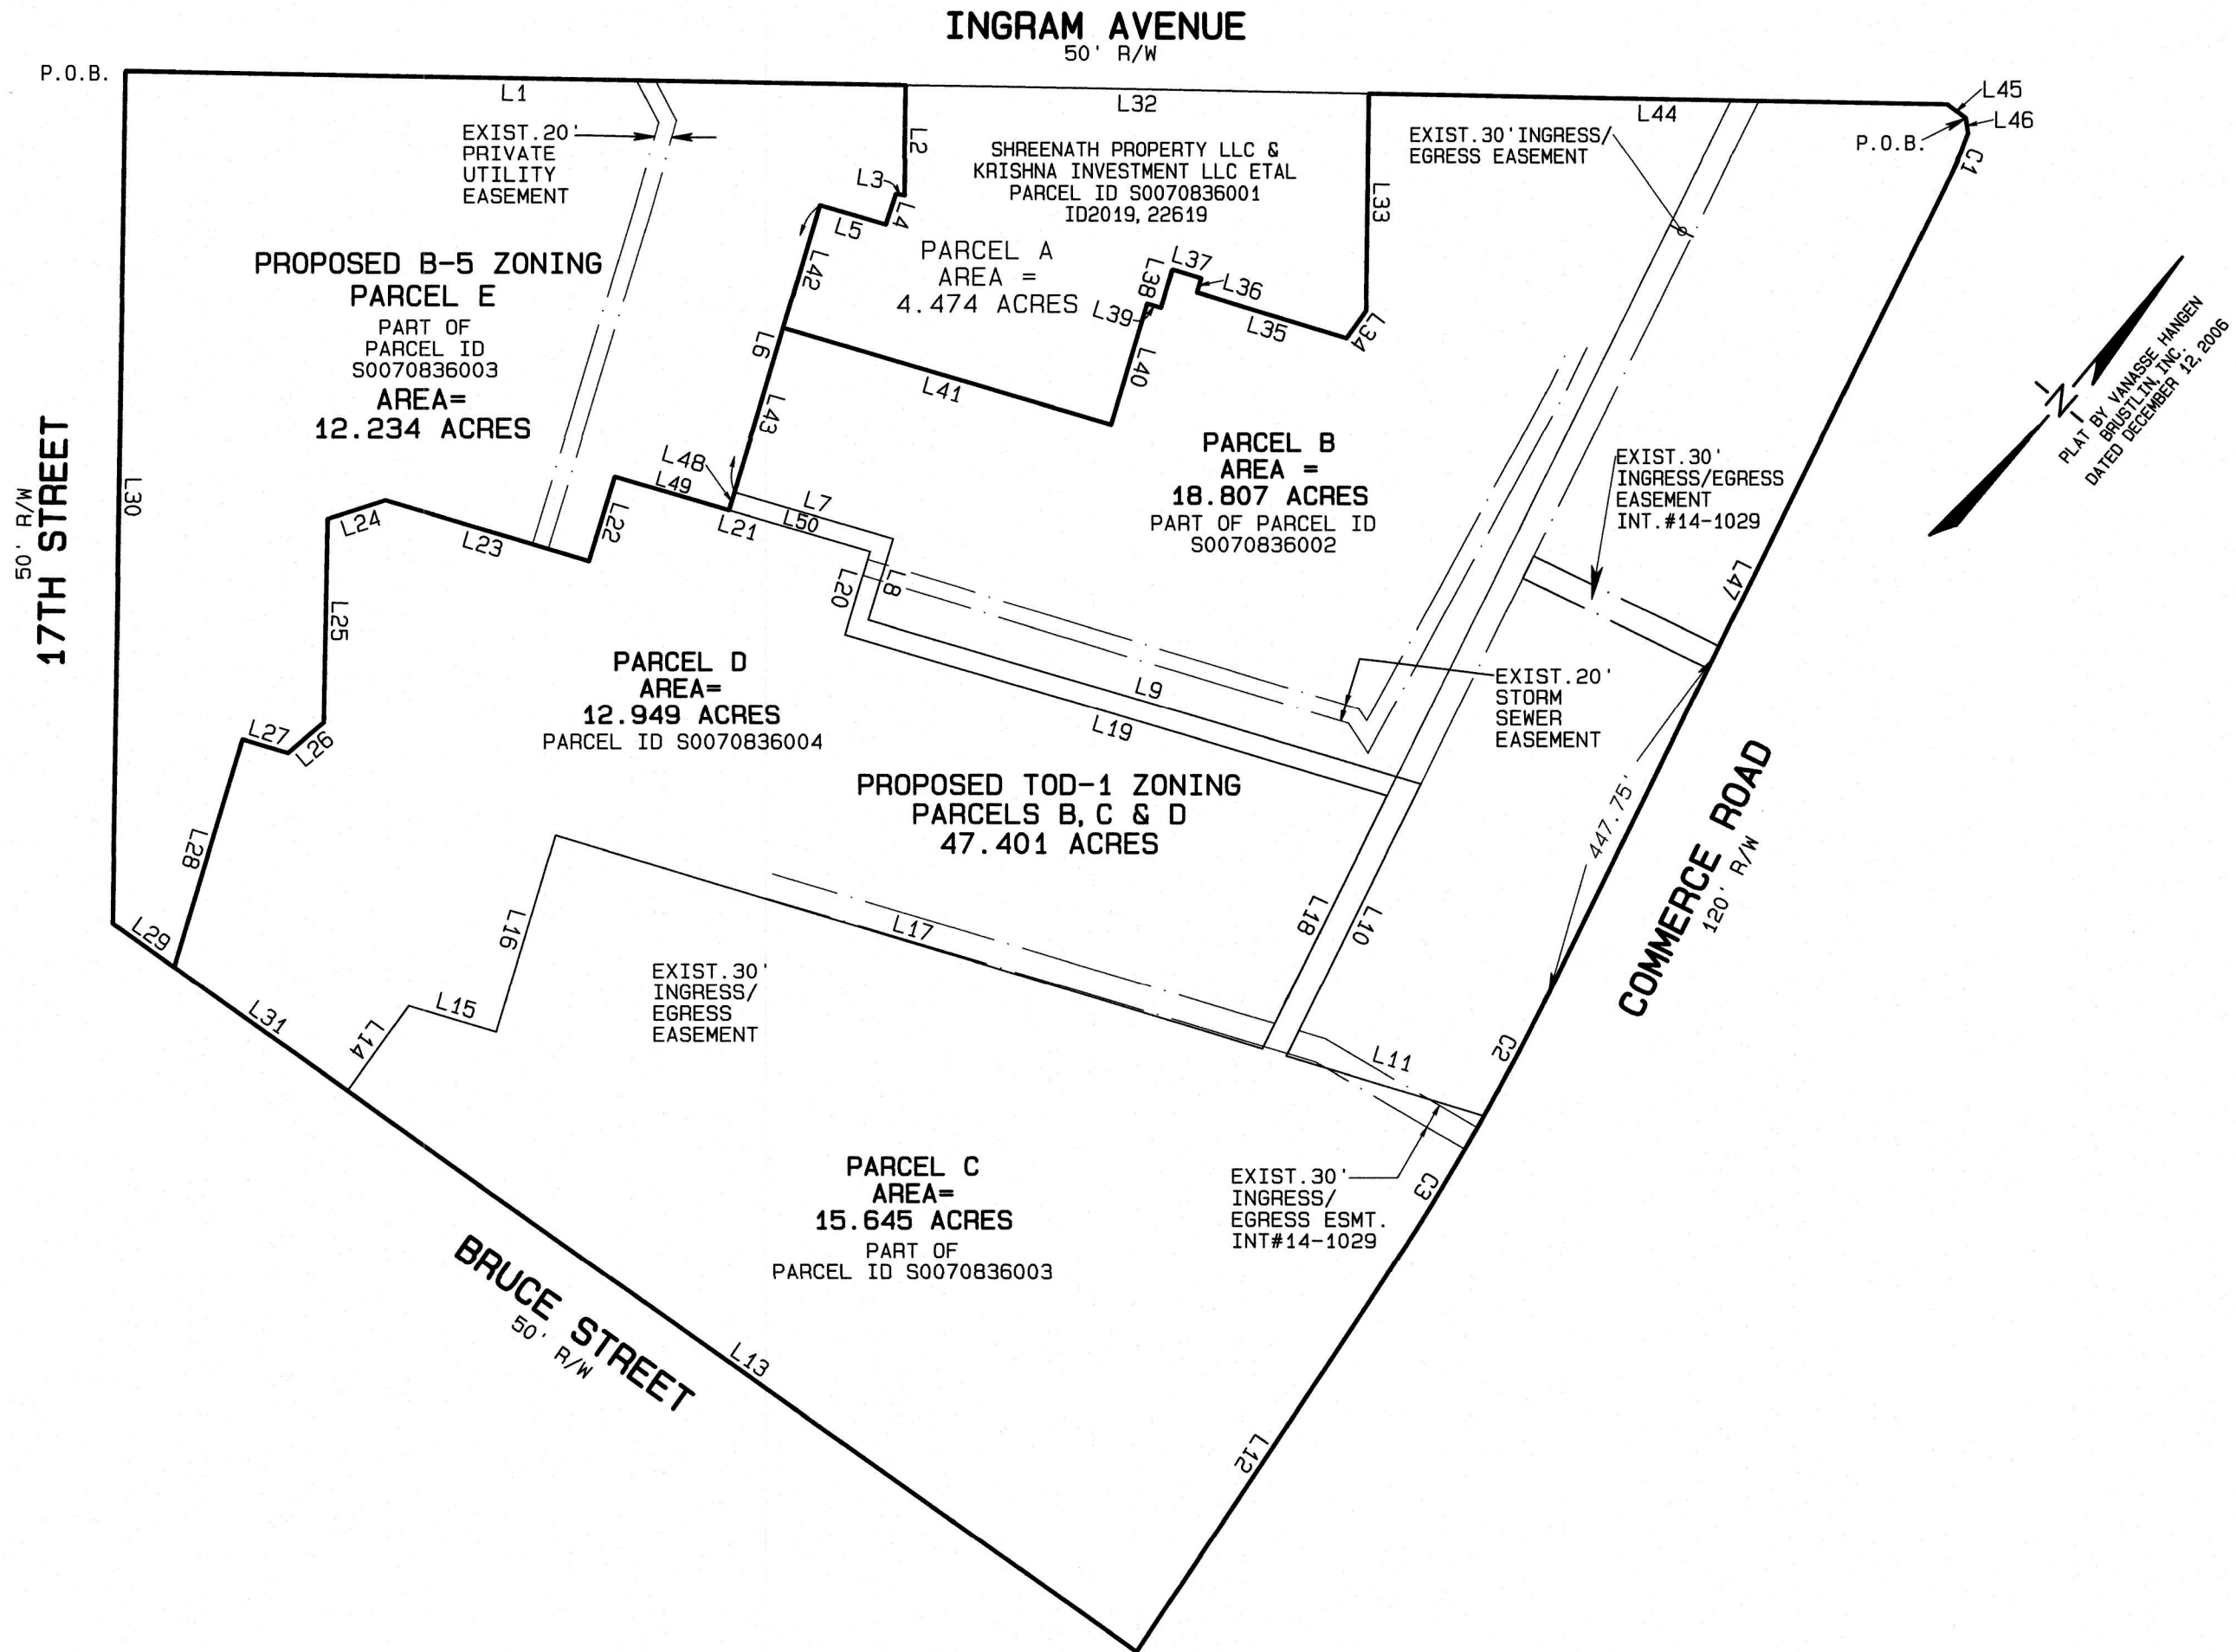 INGRAM AVENUE
50' R/W
P.O.B.
L1
L32
L44
L45
L46
P.O.B.
C1
EXIST.20'
PRIVATE
UTILITY
EASEMENT
L2
L3
L4
L5
SHREENATH PROPERTY LLC &
KRISHNA INVESTMENT LLC ETAL
PARCEL ID S0070836001
ID2019, 22619
PARCEL A
AREA =
4.474 ACRES
L33
EXIST.30'INGRESS/
EGRESS EASEMENT
L37
L38
L36
L39
L35
L34
L40
L42
L6
L41
L43
PROPOSED B-5 ZONING
PARCEL E
PART OF
PARCEL ID
S0070836003
AREA=
12.234 ACRES
PLAT BY VANASSE HANGEN
BRUSTLIN, INC.
DATED DECEMBER 12, 2006
N
17TH STREET
50' R/W
L30
L48
L49
L7
L50
L21
L22
L24
L23
L20
L8
L25
PARCEL B
AREA =
18.807 ACRES
PART OF PARCEL ID
S0070836002
EXIST.30'
INGRESS/EGRESS
EASEMENT
INT.#14-1029
L47
PARCEL D
AREA=
12.949 ACRES
PARCEL ID S0070836004
L9
L19
EXIST.20'
STORM
SEWER
EASEMENT
L27
L26
PROPOSED TOD-1 ZONING
PARCELS B, C & D
47.401 ACRES
447.75'
COMMERCE ROAD
120' R/W
L28
L29
L16
L17
L18
L10
EXIST.30'
INGRESS/
EGRESS
EASEMENT
L31
L14
L15
L11
C2
C3
PARCEL C
AREA=
15.645 ACRES
PART OF
PARCEL ID S0070836003
EXIST.30'
INGRESS/
EGRESS ESMT.
INT#14-1029
BRUCE STREET
50' R/W
L13
L12